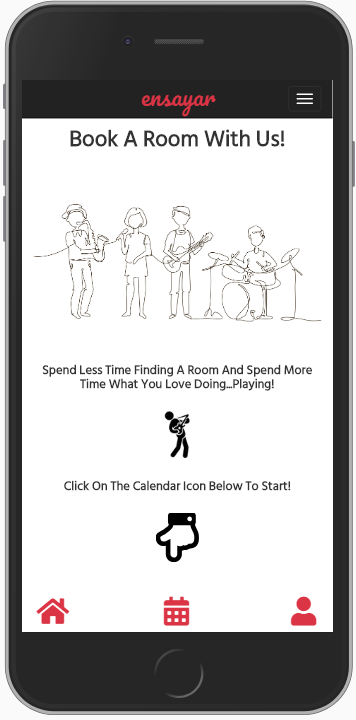 ensayar
Book A Room With Us!
Spend Less Time Finding A Room And Spend More
Time What You Love Doing...Playing!
Click On The Calendar Icon Below To Start!